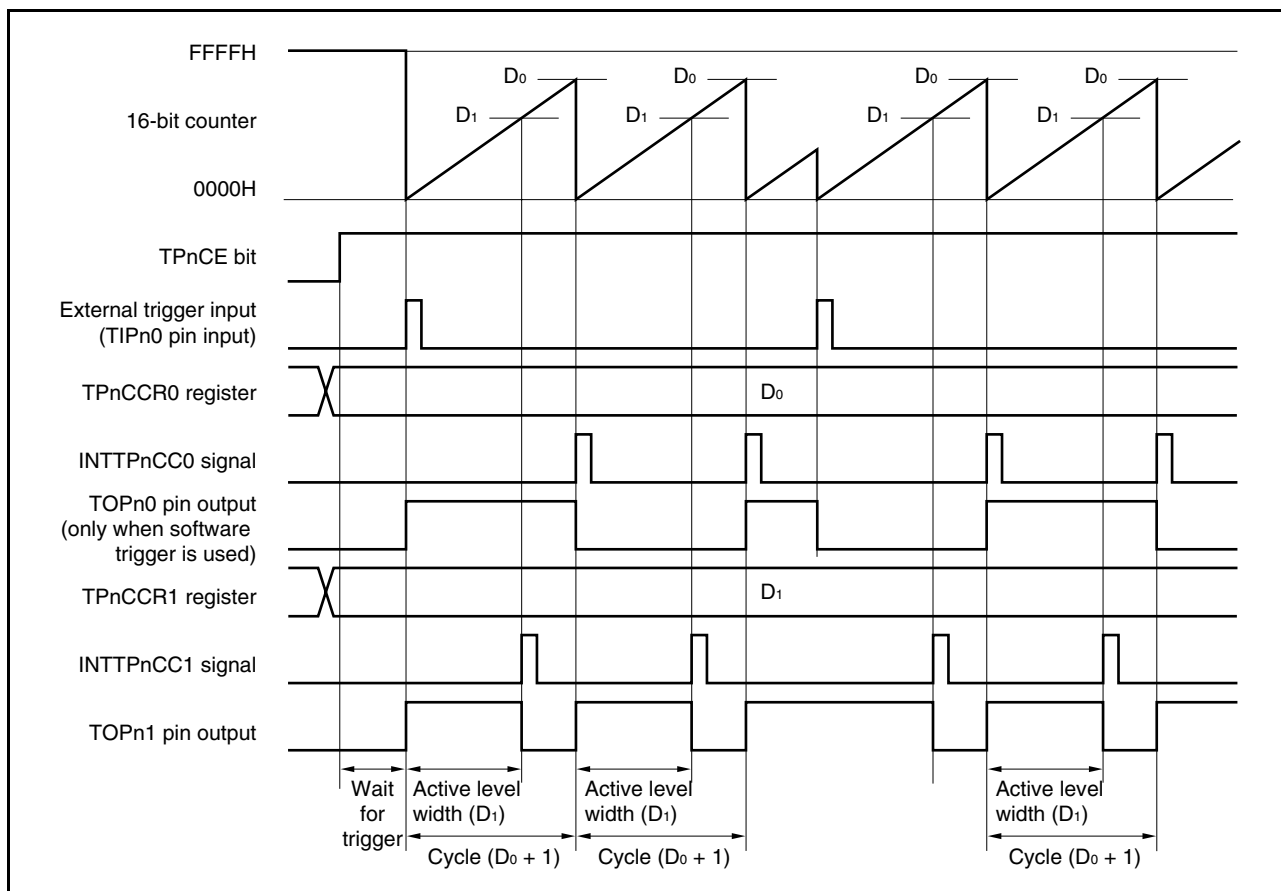 FFFFH
D0 D0 D0 D0
16-bit counter
D1 D1 D1 D1
0000H
TPnCE bit
External trigger input
(TIPn0 pin input)
TPnCCR0 register
D0
INTTPnCC0 signal
TOPn0 pin output
(only when software
trigger is used)
TPnCCR1 register
D1
INTTPnCC1 signal
TOPn1 pin output
Wait
for
trigger
Active level
width (D1)
Active level
width (D1)
Active level
width (D1)
Cycle (D0 + 1)
Cycle (D0 + 1)
Cycle (D0 + 1)